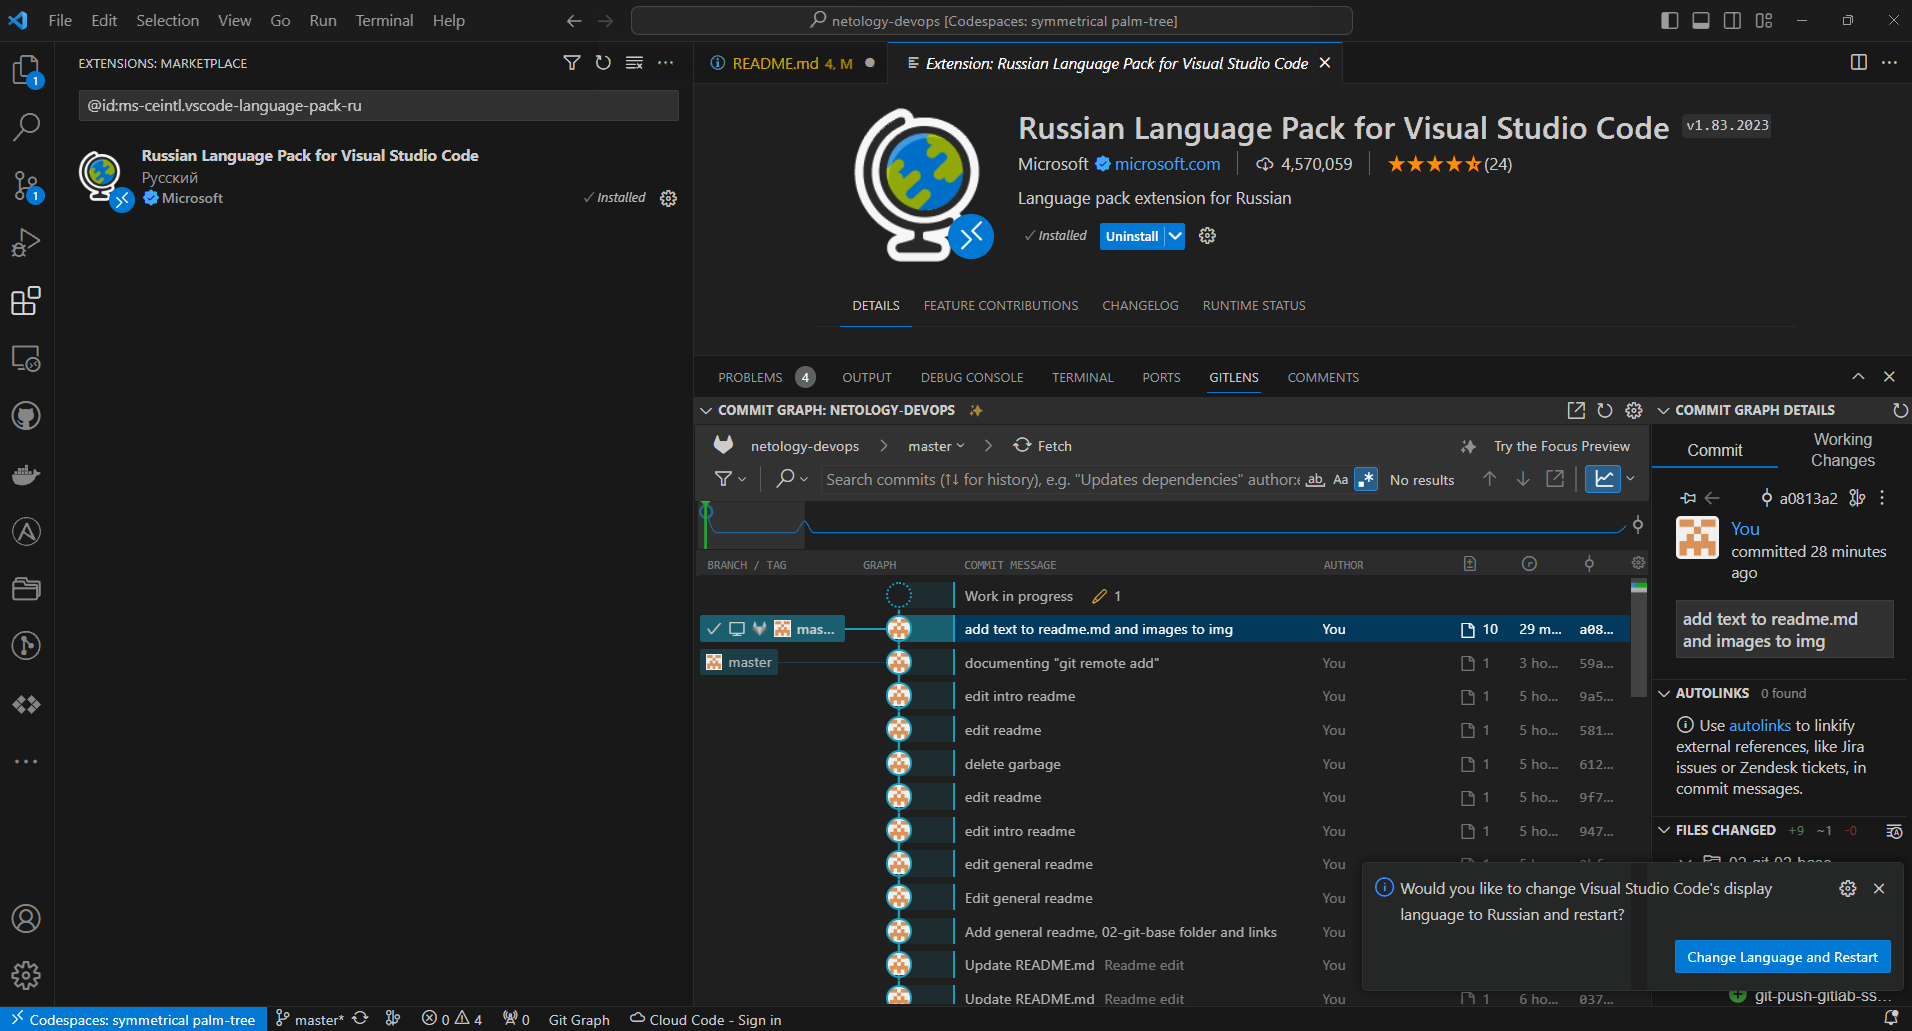 File Edit Selection View Go Run Terminal Help
netology-devops [Codespaces: symmetrical palm-tree]
EXTENSIONS: MARKETPLACE
@id:ms-ceintl.vscode-language-pack-ru
Russian Language Pack for Visual Studio Code
Русский
Microsoft
Installed
1
1
README.md 4, M
Extension: Russian Language Pack for Visual Studio Code
Russian Language Pack for Visual Studio Code v1.83.2023
Microsoft microsoft.com 4,570,059 (24)
Language pack extension for Russian
Installed Uninstall
DETAILS FEATURE CONTRIBUTIONS CHANGELOG RUNTIME STATUS
PROBLEMS 4 OUTPUT DEBUG CONSOLE TERMINAL PORTS GITLENS COMMENTS
COMMIT GRAPH: NETOLOGY-DEVOPS
netology-devops master Fetch Try the Focus Preview
Search commits (↑↓ for history), e.g. "Updates dependencies" author:e ab, Aa .* No results
BRANCH / TAG GRAPH COMMIT MESSAGE AUTHOR
Work in progress 1
mas... add text to readme.md and images to img You 10 29 m... a08...
master documenting "git remote add" You 1 3 ho... 59a...
edit intro readme You 1 5 ho... 9a5...
edit readme You 1 5 ho... 581...
delete garbage You 1 5 ho... 612...
edit readme You 1 5 ho... 9f7...
edit intro readme You 1 5 ho... 947...
edit general readme You
Edit general readme You
Add general readme, 02-git-base folder and links You
Update README.md Readme edit You
Update README.md Readme edit You 1 6 ho... 037...
COMMIT GRAPH DETAILS
Commit
Working
Changes
a0813a2
You
committed 28 minutes
ago
add text to readme.md
and images to img
AUTOLINKS 0 found
Use autolinks to linkify
external references, like Jira
issues or Zendesk tickets, in
commit messages.
FILES CHANGED +9 ~1 -0
02-git-02-base
Would you like to change Visual Studio Code's display
language to Russian and restart?
Change Language and Restart
git-push-gitlab-ss...
Codespaces: symmetrical palm-tree master* 0 4 0 Git Graph Cloud Code - Sign in